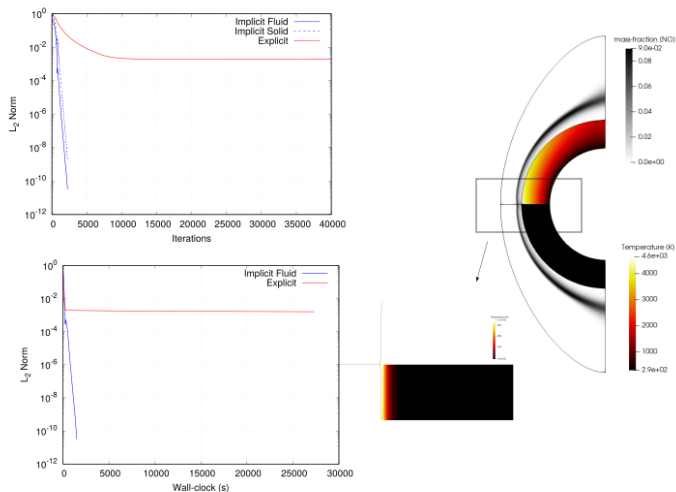 Implicit Fluid
Implicit Solid
Explicit
10^0
10^-2
10^-4
10^-6
10^-8
10^-10
10^-12
L_2 Norm
0
5000
10000
15000
20000
25000
30000
35000
40000
Iterations
Implicit Fluid
Explicit
10^0
10^-2
10^-4
10^-6
10^-8
10^-10
10^-12
L_2 Norm
0
5000
10000
15000
20000
25000
30000
Wall-clock (s)
mass-fraction (NO)
9.0e-02
0.08
0.06
0.04
0.02
0.0e+00
Temperature (K)
4.6e+03
4000
3000
2000
1000
2.9e+02